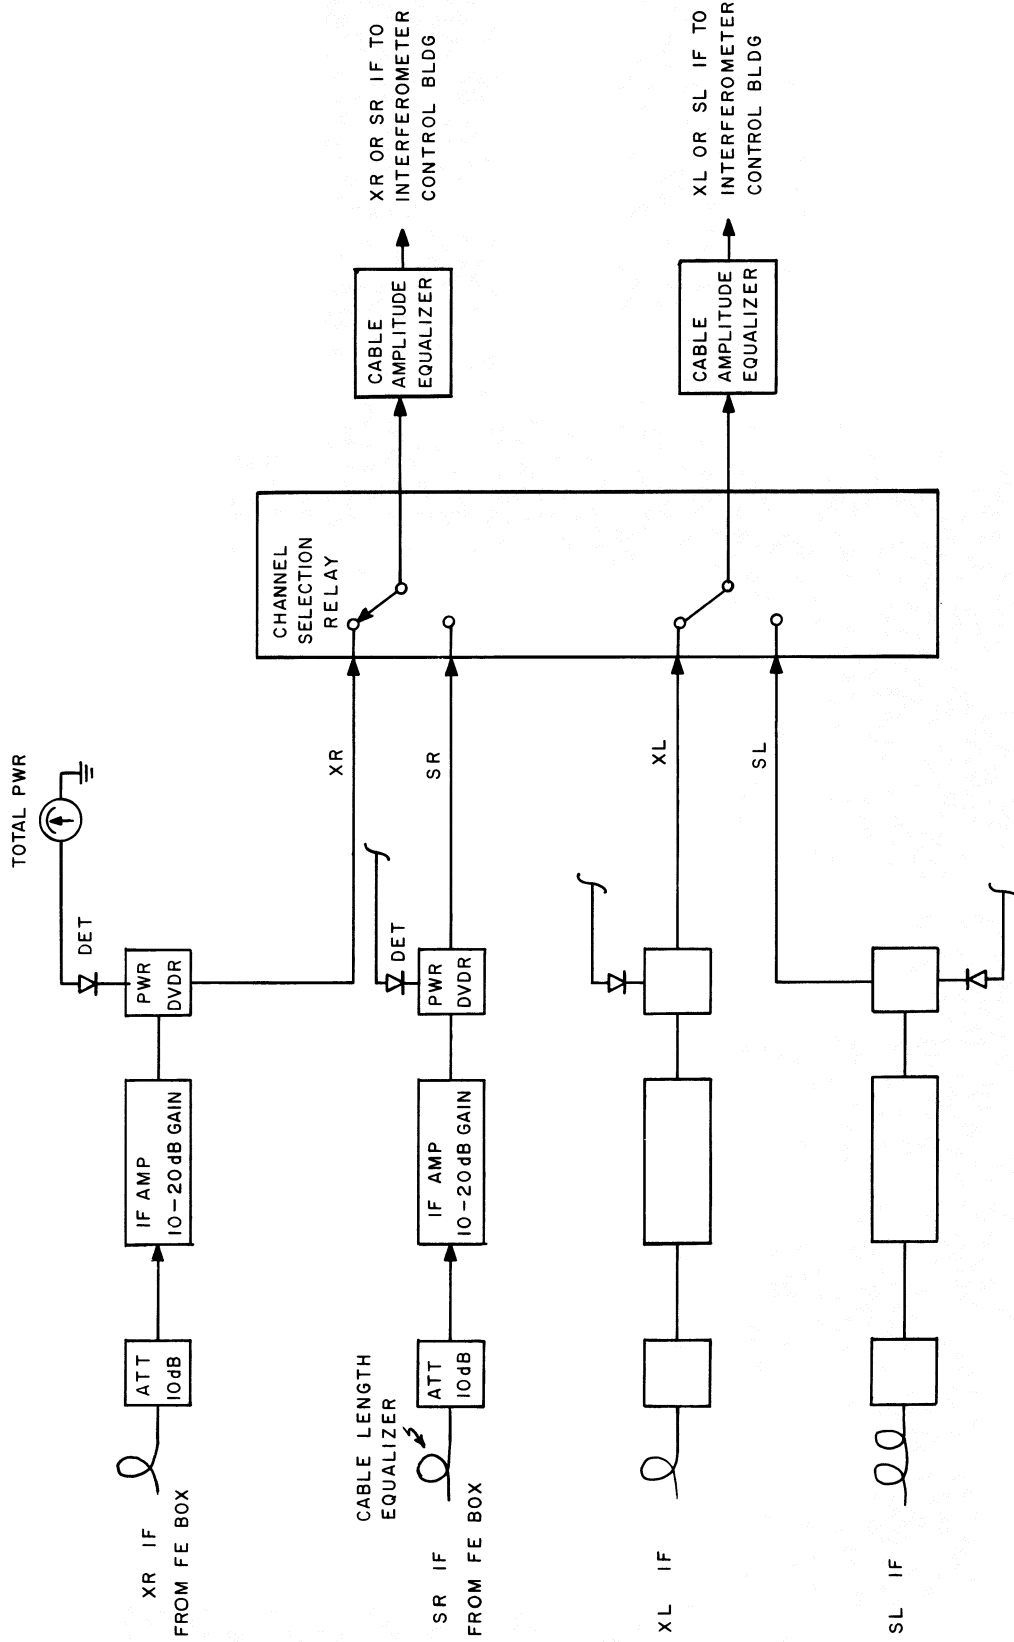 XR IF
FROM FE BOX
ATT
10dB
IF AMP
10-20dB GAIN
PWR
DVDR
DET
TOTAL PWR
XR
CABLE LENGTH
EQUALIZER
SR IF
FROM FE BOX
ATT
10dB
IF AMP
10-20dB GAIN
PWR
DVDR
DET
SR
XL IF
XL
SL IF
SL
CHANNEL
SELECTION
RELAY
CABLE
AMPLITUDE
EQUALIZER
XR OR SR IF TO
INTERFEROMETER
CONTROL BLDG
CABLE
AMPLITUDE
EQUALIZER
XL OR SL IF TO
INTERFEROMETER
CONTROL BLDG